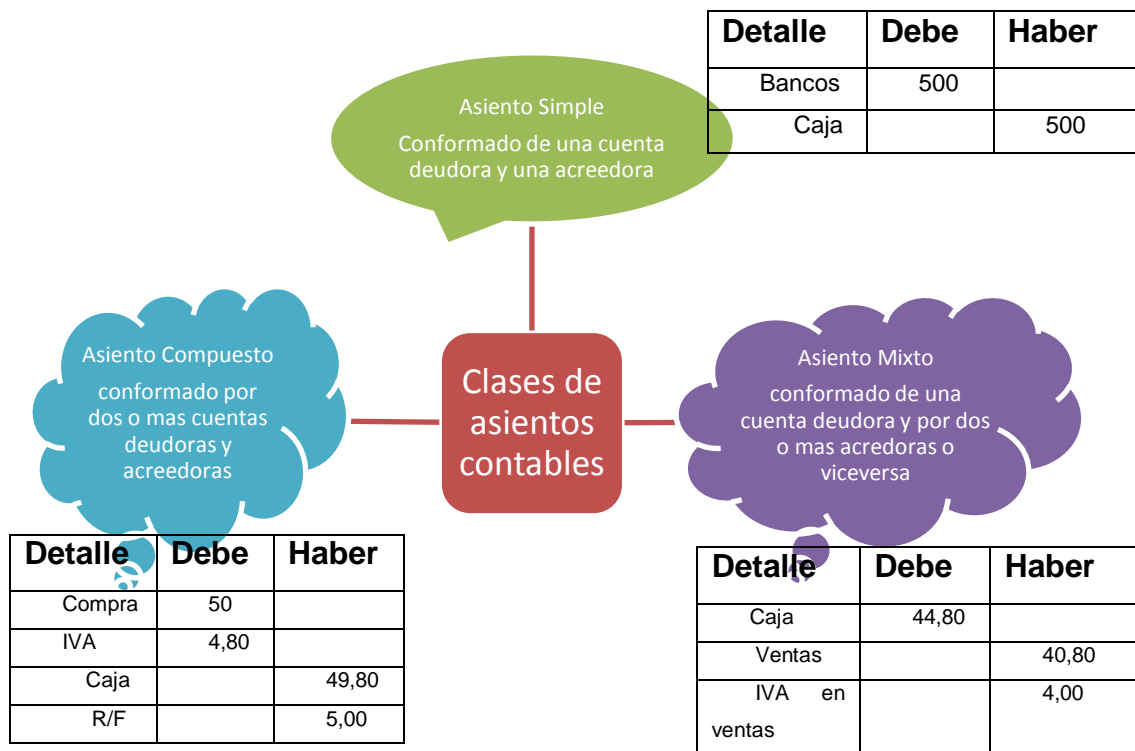 Detalle Debe Haber
Bancos 500
Caja 500
Asiento Simple
Conformado de una cuenta
deudora y una acreedora
Clases de
asientos
contables
Asiento Compuesto
conformado por
dos o mas cuentas
deudoras y
acreedoras
Asiento Mixto
conformado de una
cuenta deudora y por dos
o mas acredoras o
viceversa
Detalle Debe Haber
Compra 50
IVA 4,80
Caja 49,80
R/F 5,00
Detalle Debe Haber
Caja 44,80
Ventas 40,80
IVA en 4,00
ventas